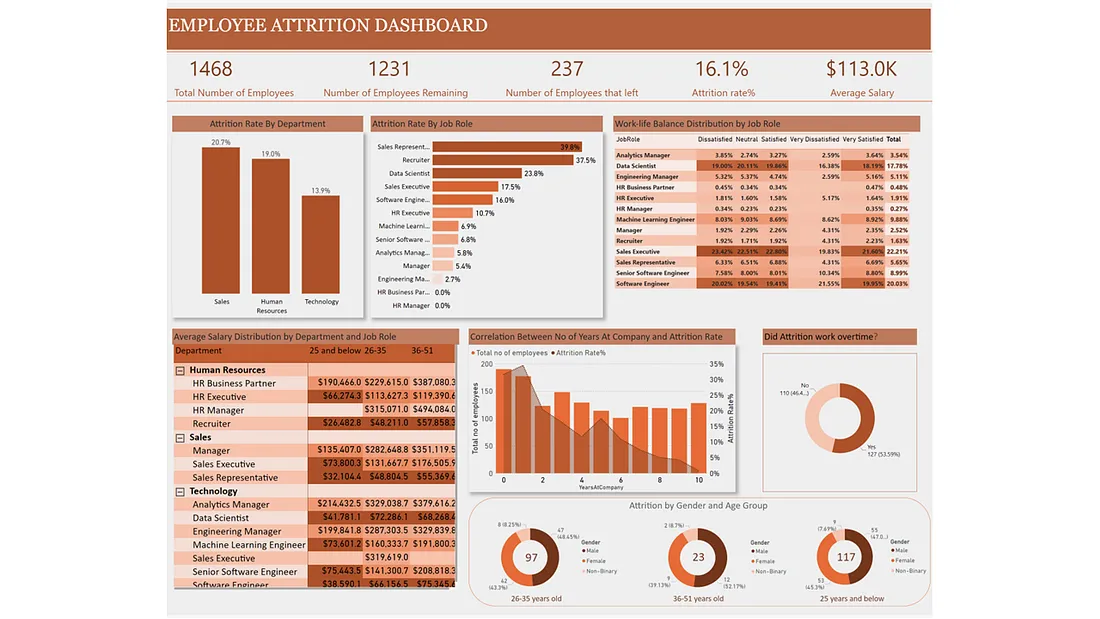 EMPLOYEE ATTRITION DASHBOARD
1468 1231 237 16.1% $113.0K
Total Number of Employees Number of Employees Remaining Number of Employees that left Attrition rate% Average Salary
Attrition Rate By Department
20.7%
19.0%
13.9%
Sales Human Resources Technology
Attrition Rate By Job Role
Sales Represent... 39.8%
Recruiter 37.5%
Data Scientist 23.8%
Sales Executive 17.5%
Software Engine... 16.0%
HR Executive 10.7%
Machine Learni... 6.9%
Senior Software ... 6.8%
Analytics Manag... 5.8%
Manager 5.4%
Engineering Ma... 2.7%
HR Business Par... 0.0%
HR Manager 0.0%
Work-life Balance Distribution by Job Role
JobRole Dissatisfied Neutral Satisfied Very Dissatisfied Very Satisfied Total
Analytics Manager 3.85% 2.74% 3.27% 2.59% 3.64% 3.54%
Data Scientist 19.00% 20.11% 19.86% 16.38% 18.19% 17.78%
Engineering Manager 5.32% 5.37% 4.74% 2.59% 5.16% 5.11%
HR Business Partner 0.45% 0.34% 0.34% 0.47% 0.48%
HR Executive 1.81% 1.60% 1.58% 5.17% 1.64% 1.91%
HR Manager 0.34% 0.23% 0.23% 0.35% 0.27%
Machine Learning Engineer 8.03% 9.03% 8.69% 8.62% 8.92% 9.88%
Manager 1.92% 2.29% 2.26% 4.31% 2.35% 2.52%
Recruiter 1.92% 1.71% 1.92% 4.31% 2.23% 1.63%
Sales Executive 23.42% 22.51% 22.80% 19.83% 21.60% 22.21%
Sales Representative 6.33% 6.51% 6.88% 4.31% 6.69% 5.65%
Senior Software Engineer 7.58% 8.00% 8.01% 10.34% 8.80% 8.99%
Software Engineer 20.02% 19.54% 19.41% 21.55% 19.95% 20.03%
Average Salary Distribution by Department and Job Role
Department 25 and below 26-35 36-51
Human Resources
HR Business Partner $190,466.0 $229,615.0 $387,080.3
HR Executive $66,274.3 $113,627.3 $119,390.6
HR Manager $315,071.0 $494,084.0
Recruiter $26,482.8 $48,211.0 $57,858.3
Sales
Manager $135,407.0 $282,648.8 $351,119.5
Sales Executive $73,800.3 $131,667.7 $176,505.9
Sales Representative $32,104.4 $48,804.5 $55,369.6
Technology
Analytics Manager $214,432.5 $329,038.7 $379,616.2
Data Scientist $41,781.1 $72,286.1 $68,268.4
Engineering Manager $199,841.8 $287,303.5 $329,839.8
Machine Learning Engineer $73,601.2 $160,333.7 $191,800.3
Sales Executive $319,619.0
Senior Software Engineer $75,443.5 $141,300.7 $208,818.3
Software Engineer $38,590.1 $66,156.5 $75,345.4
Correlation Between No of Years At Company and Attrition Rate
Total no of employees Attrition Rate%
Total no of employees
200
150
100
50
0
35%
30%
25%
20%
15%
10%
5%
0%
Attrition Rate%
0 2 4 6 8 10
YearsAtCompany
Did Attrition work overtime?
No
110 (46.4...)
Yes
127 (53.59%)
Attrition by Gender and Age Group
8 (8.25%)
47
(48.45%)
97
42
(43.3%)
Gender
Male
Female
Non-Binary
26-35 years old
2 (8.7%)
23
9
(39.13%)
12
(52.17%)
Gender
Male
Female
Non-Binary
36-51 years old
9
(7.69%)
55
(47.0...)
117
53
(45.3%)
Gender
Male
Female
Non-Binary
25 years and below